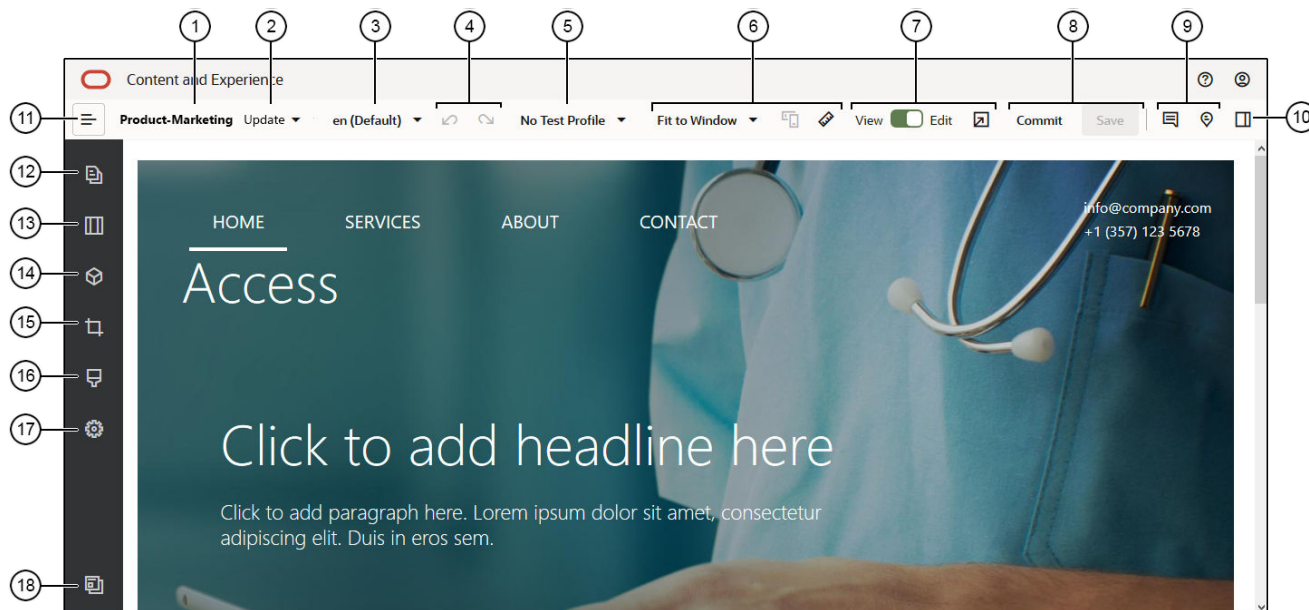 1 2 3 4 5 6 7 8 9
Content and Experience
11 Product-Marketing Update en (Default) No Test Profile Fit to Window View Edit Commit Save 10
12
13
14
15
16
17
18
HOME SERVICES ABOUT CONTACT
info@company.com
+1 (357) 123 5678
Access
Click to add headline here
Click to add paragraph here. Lorem ipsum dolor sit amet, consectetur
adipiscing elit. Duis in eros sem.